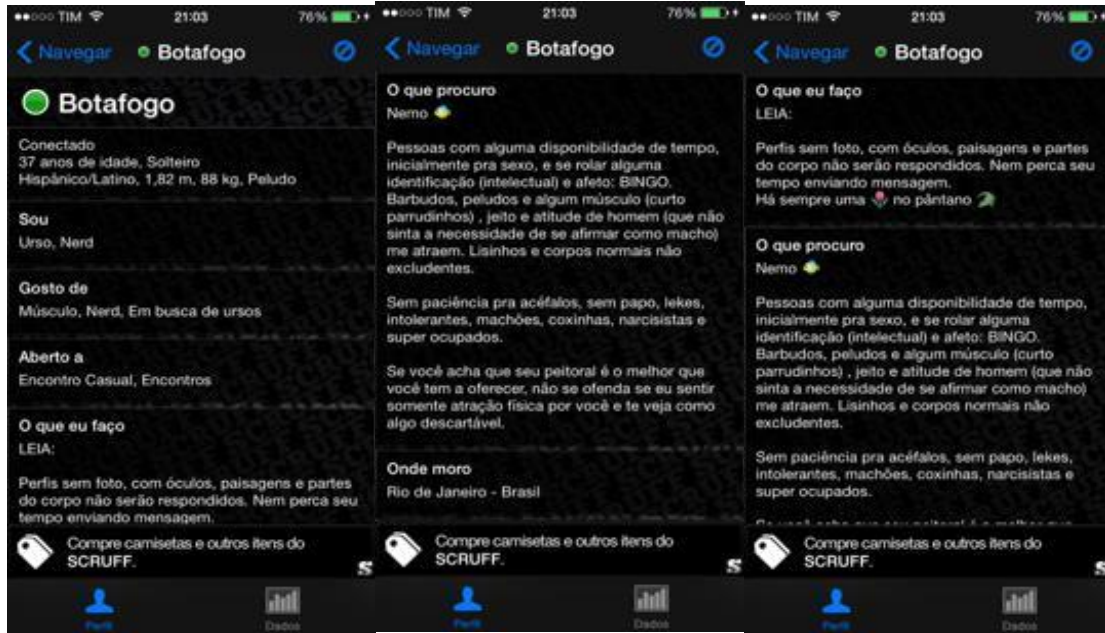 ●●○○○ TIM 21:03 76%
Navegar Botafogo
Botafogo
Conectado
37 anos de idade, Solteiro
Hispânico/Latino, 1,82 m, 88 kg, Peludo
Sou
Urso, Nerd
Gosto de
Músculo, Nerd, Em busca de ursos
Aberto a
Encontro Casual, Encontros
O que eu faço
LEIA:
Perfis sem foto, com óculos, paisagens e partes
do corpo não serão respondidos. Nem perca seu
tempo enviando mensagem.
Compre camisetas e outros itens do
SCRUFF.
Perfil Dados
●●○○○ TIM 21:03 76%
Navegar Botafogo
O que procuro
Nemo 🐠
Pessoas com alguma disponibilidade de tempo,
inicialmente pra sexo, e se rolar alguma
identificação (intelectual) e afeto: BINGO.
Barbudos, peludos e algum músculo (curto
parrudinhos) , jeito e atitude de homem (que não
sinta a necessidade de se afirmar como macho)
me atraem. Lisinhos e corpos normais não
excludentes.
Sem paciência pra acéfalos, sem papo, lekes,
intolerantes, machões, coxinhas, narcisistas e
super ocupados.
Se você acha que seu peitoral é o melhor que
você tem a oferecer, não se ofenda se eu sentir
somente atração física por você e te veja como
algo descartável.
Onde moro
Rio de Janeiro - Brasil
Compre camisetas e outros itens do
SCRUFF.
Perfil Dados
●●○○○ TIM 21:03 76%
Navegar Botafogo
O que eu faço
LEIA:
Perfis sem foto, com óculos, paisagens e partes
do corpo não serão respondidos. Nem perca seu
tempo enviando mensagem.
Há sempre uma 🌷 no pântano 🐊
O que procuro
Nemo 🐠
Pessoas com alguma disponibilidade de tempo,
inicialmente pra sexo, e se rolar alguma
identificação (intelectual) e afeto: BINGO.
Barbudos, peludos e algum músculo (curto
parrudinhos) , jeito e atitude de homem (que não
sinta a necessidade de se afirmar como macho)
me atraem. Lisinhos e corpos normais não
excludentes.
Sem paciência pra acéfalos, sem papo, lekes,
intolerantes, machões, coxinhas, narcisistas e
super ocupados.
Compre camisetas e outros itens do
SCRUFF.
Perfil Dados